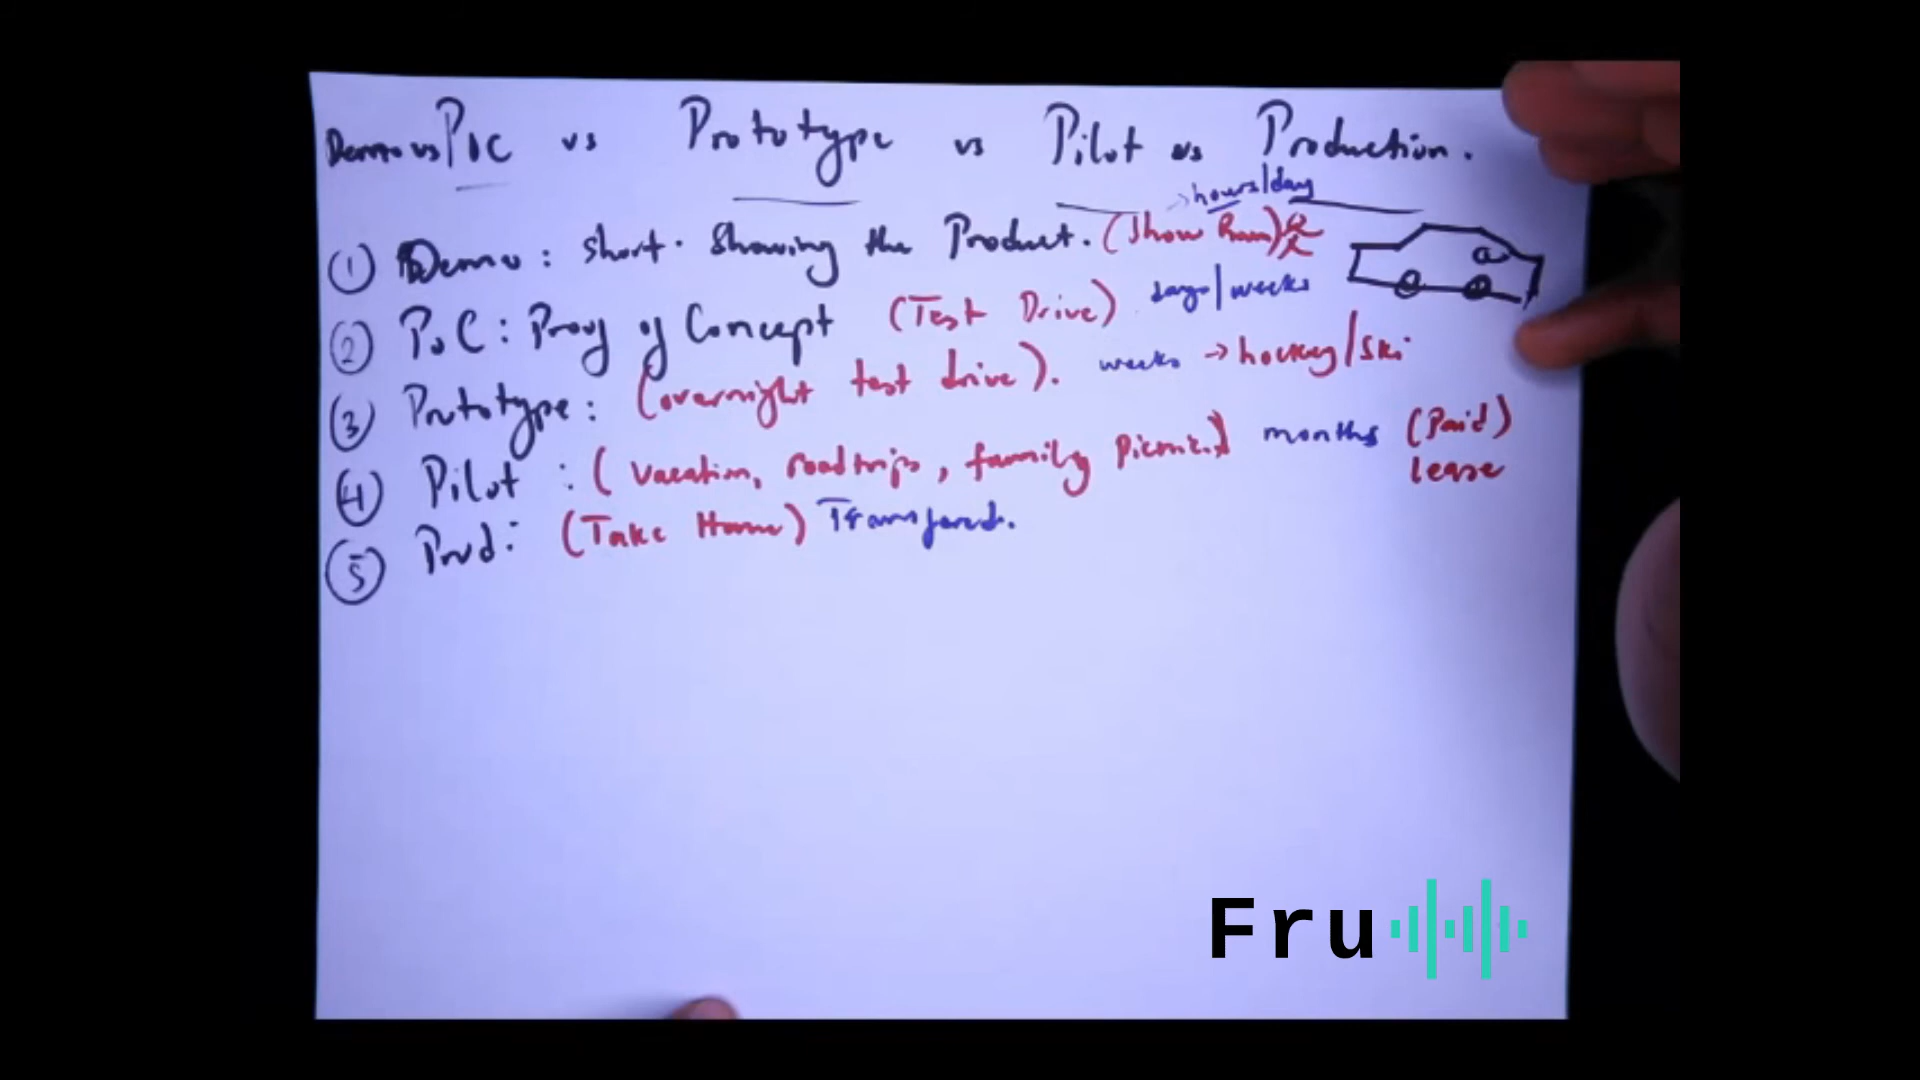 Demo vs PoC vs Prototype vs Pilot vs Production.
→ hours/day
① Demo: short. Showing the Product. (Show Room)
② PoC: Proof of Concept (Test Drive) days/weeks
③ Prototype: (overnight test drive). weeks → hockey/ski
④ Pilot: (vacation, roadtrips, family picnic.) months (Paid) lease
⑤ Prod: (Take Home) Transfered.
Fru